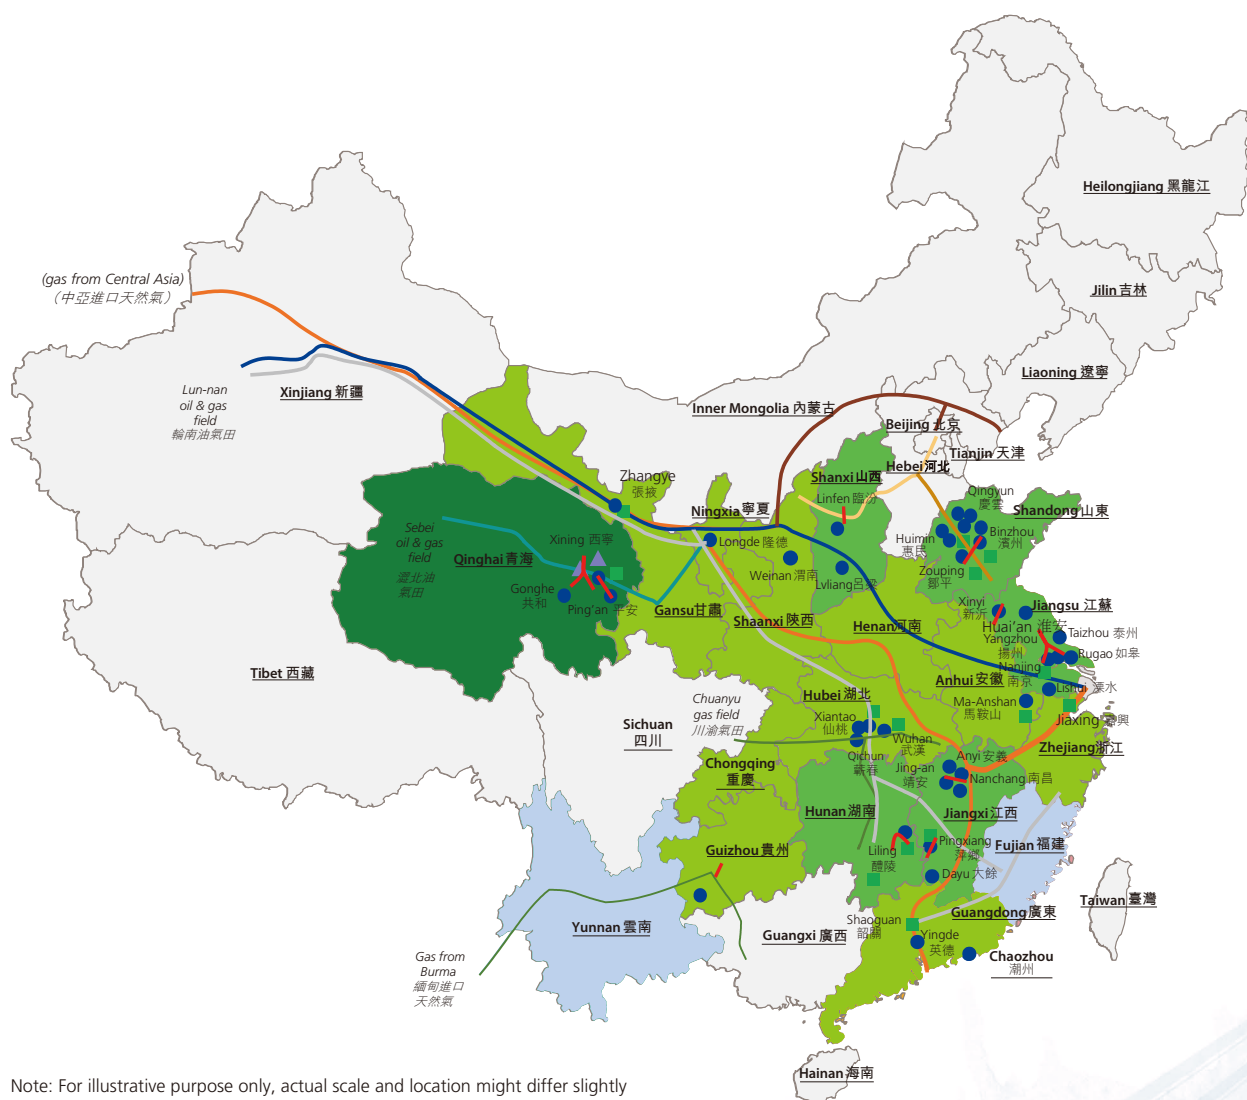 Heilongjiang 黑龍江
(gas from Central Asia)
（中亞進口天然氣）
Jilin 吉林
Lun-nan
oil & gas
field
輪南油氣田
Xinjiang 新疆
Liaoning 遼寧
Inner Mongolia 內蒙古
Beijing 北京
Tianjin 天津
Hebei 河北
Zhangye
張掖
Shanxi 山西
Linfen 臨汾
Qingyun
慶雲
Shandong 山東
Ningxia 寧夏
Sebei
oil & gas
field
澀北油
氣田
Xining 西寧
Qinghai 青海
Longde 隆德
Huimin
惠民
Binzhou
濱州
Weinan 渭南
Lvliang 呂梁
Zouping
鄒平
Gonghe
共和
Ping'an 平安
Gansu 甘肅
Shaanxi 陝西
Henan 河南
Xinyi
新沂
Jiangsu 江蘇
Huai'an 淮安
Taizhou 泰州
Yangzhou
揚州
Rugao 如皋
Nanjing
南京
Tibet 西藏
Anhui 安徽
Lishui 溧水
Chuanyu
gas field
川渝氣田
Hubei 湖北
Ma-Anshan
馬鞍山
Sichuan
四川
Xiantao
仙桃
Jiaxing 嘉興
Wuhan
武漢
Zhejiang 浙江
Qichun
蘄春
Anyi 安義
Chongqing
重慶
Jing-an
靖安
Nanchang 南昌
Hunan 湖南
Jiangxi 江西
Guizhou 貴州
Liling
醴陵
Pingxiang
萍鄉
Fujian 福建
Dayu 大餘
Taiwan 臺灣
Yunnan 雲南
Guangxi 廣西
Shaoguan
韶關
Guangdong 廣東
Yingde
英德
Chaozhou
潮州
Gas from
Burma
緬甸進口
天然氣
Hainan 海南
Note: For illustrative purpose only, actual scale and location might differ slightly